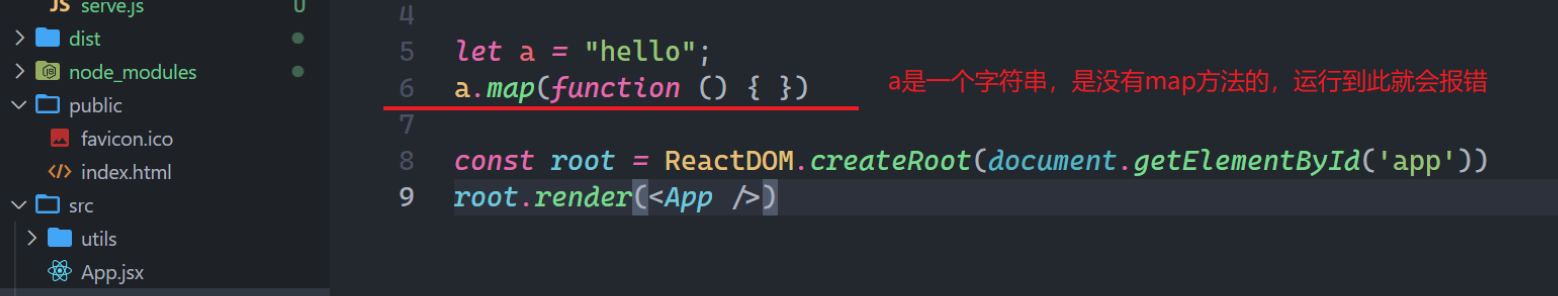 serve.js U
dist
node_modules
public
favicon.ico
index.html
src
utils
App.jsx
4
5 let a = "hello";
6 a.map(function () { }) a是一个字符串，是没有map方法的，运行到此就会报错
7
8 const root = ReactDOM.createRoot(document.getElementById('app'))
9 root.render(<App />)